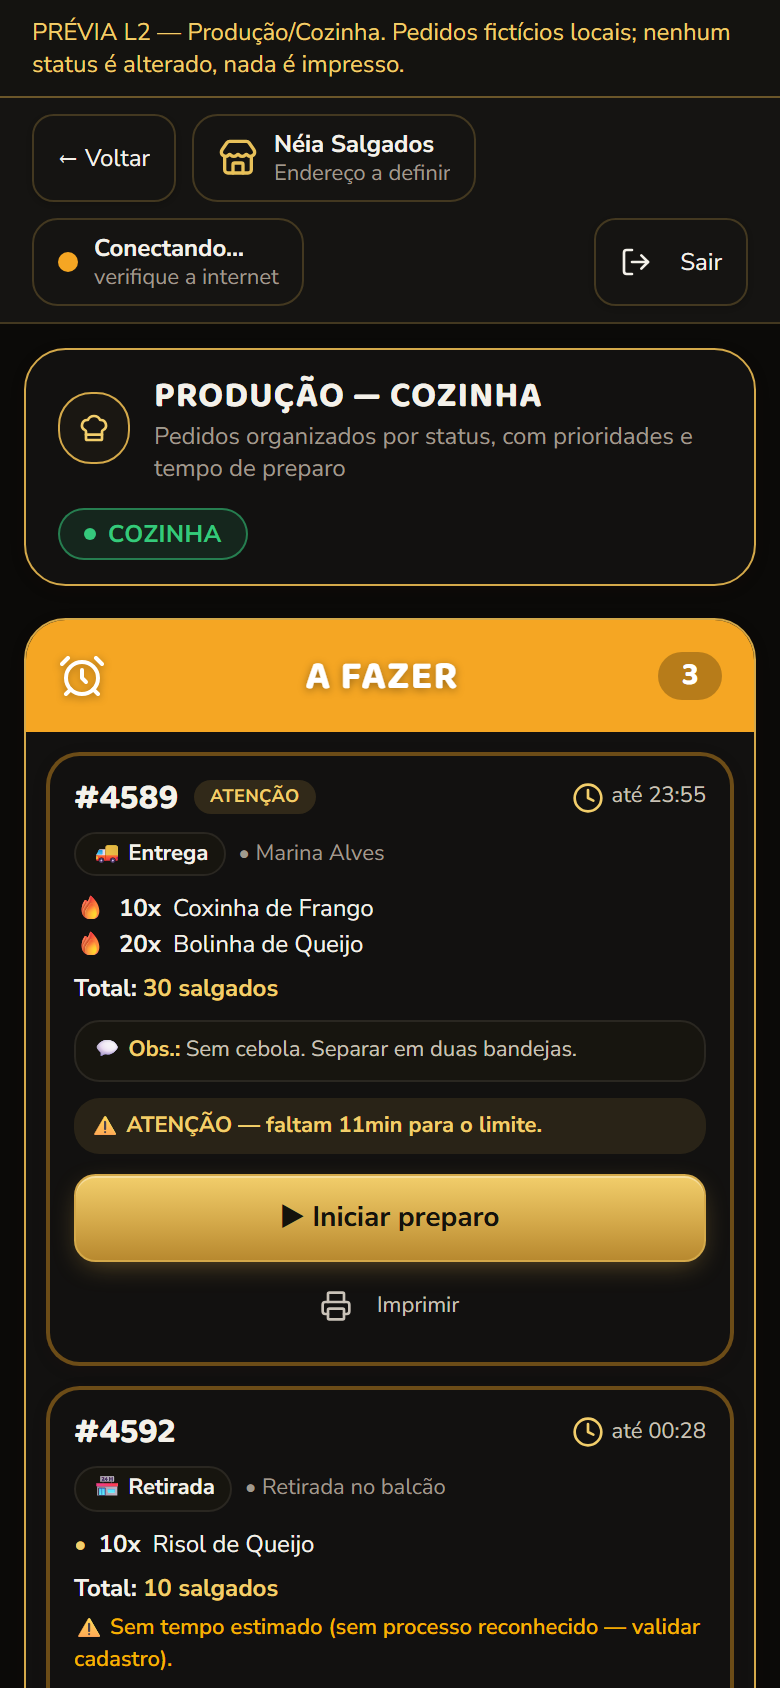 PRÉVIA L2 — Produção/Cozinha. Pedidos fictícios locais; nenhum
status é alterado, nada é impresso.
← Voltar
Néia Salgados
Endereço a definir
Conectando...
verifique a internet
Sair
PRODUÇÃO — COZINHA
Pedidos organizados por status, com prioridades e
tempo de preparo
COZINHA
A FAZER
3
#4589 ATENÇÃO até 23:55
Entrega • Marina Alves
10x Coxinha de Frango
20x Bolinha de Queijo
Total: 30 salgados
Obs.: Sem cebola. Separar em duas bandejas.
ATENÇÃO — faltam 11min para o limite.
▶ Iniciar preparo
Imprimir
#4592 até 00:28
Retirada • Retirada no balcão
• 10x Risol de Queijo
Total: 10 salgados
Sem tempo estimado (sem processo reconhecido — validar
cadastro).